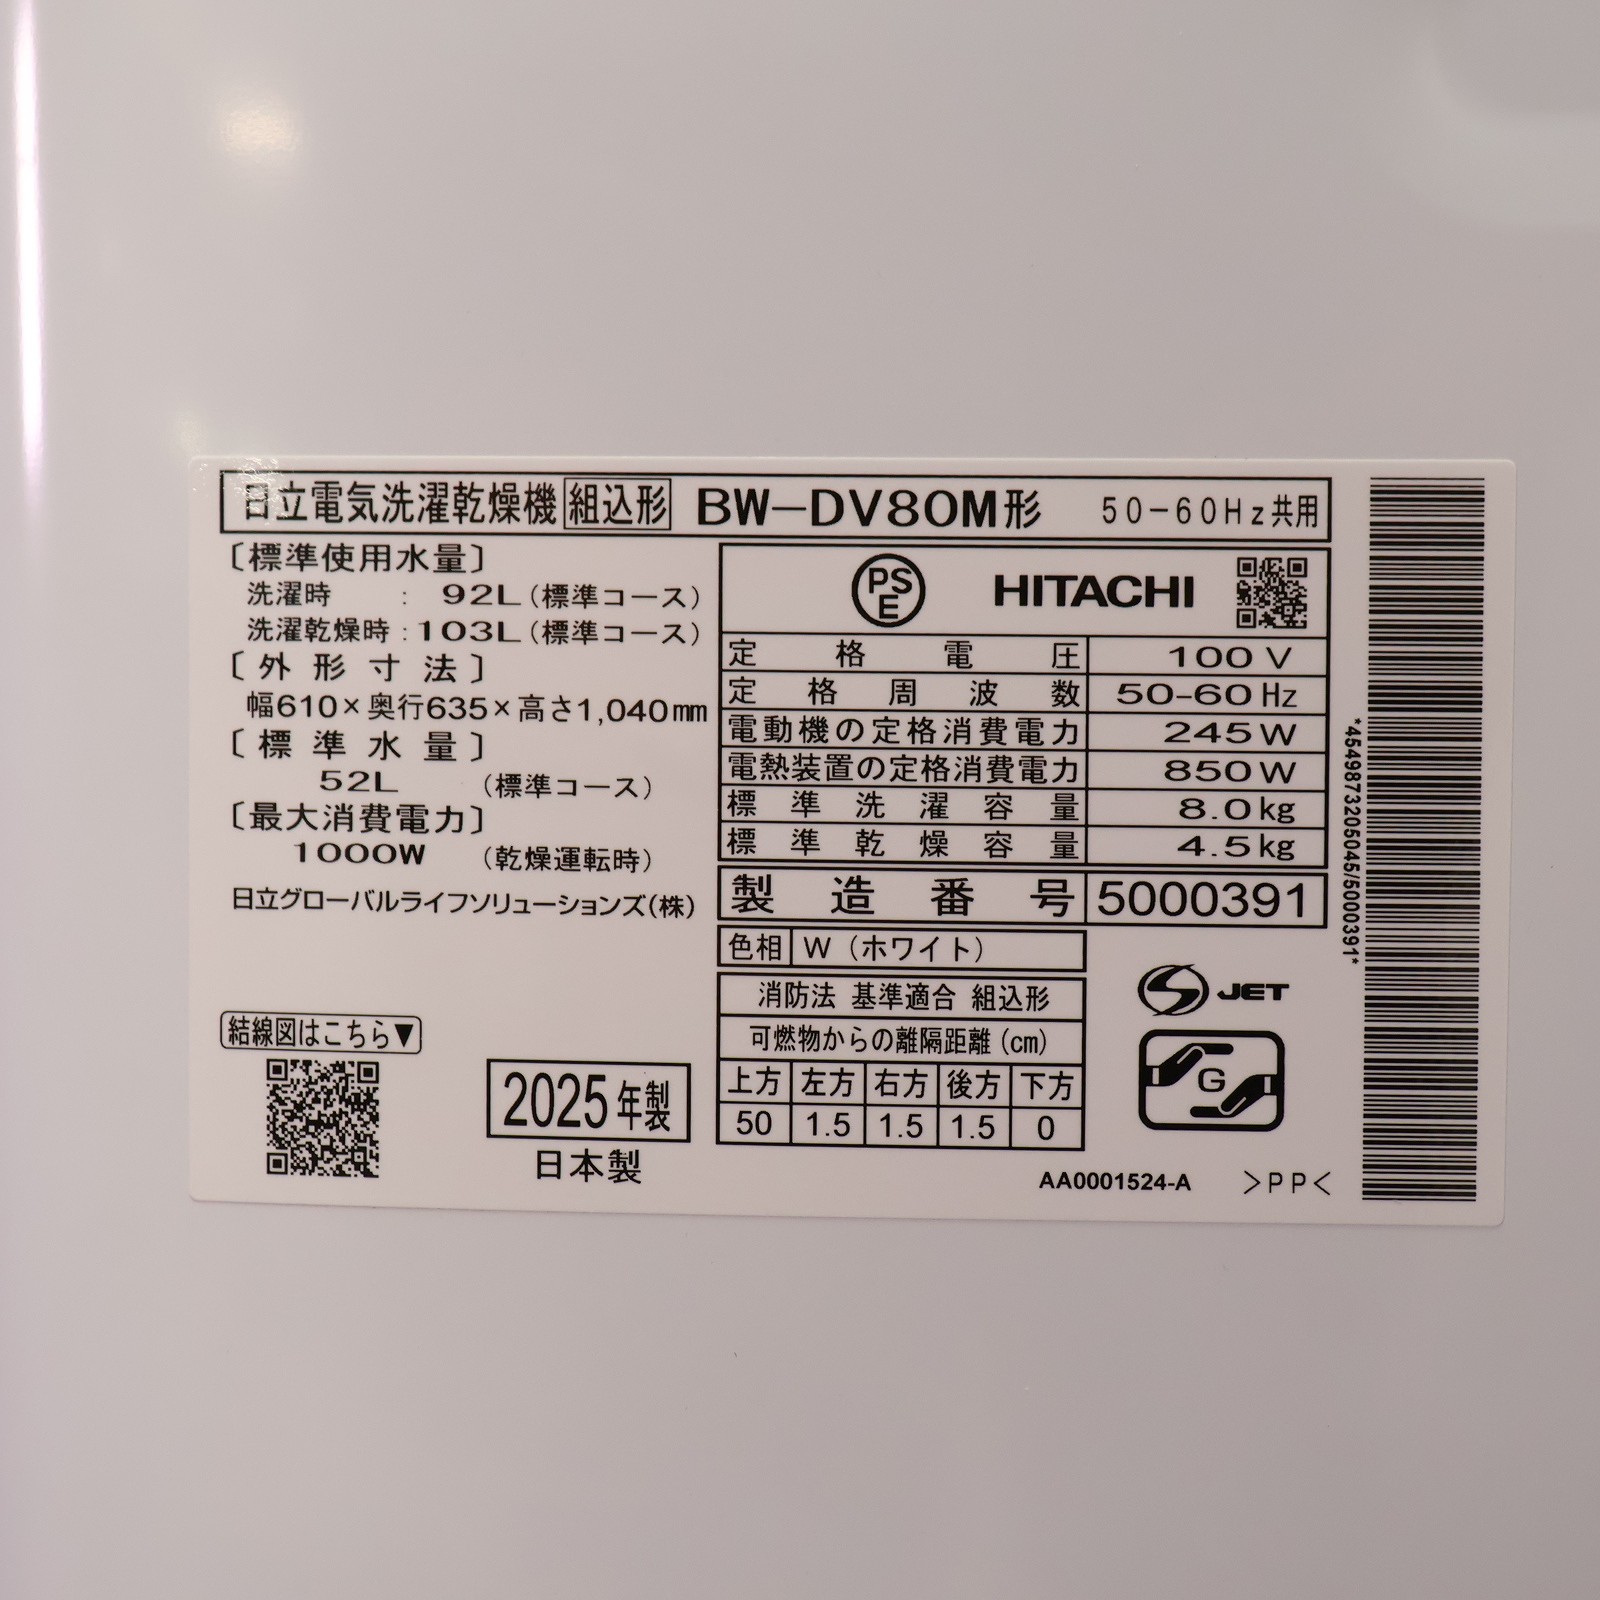 日立電気洗濯乾燥機 組込形 BW-DV80M形 50-60Hz共用
〔標準使用水量〕
洗濯時 : 92L(標準コース)
洗濯乾燥時:103L(標準コース)
〔外形寸法〕
幅610×奥行635×高さ1,040mm
〔標準水量〕
52L (標準コース)
〔最大消費電力〕
1000W (乾燥運転時)
日立グローバルライフソリューションズ(株)
結線図はこちら▼
2025年製
日本製
PSE HITACHI
定格電圧 100V
定格周波数 50-60Hz
電動機の定格消費電力 245W
電熱装置の定格消費電力 850W
標準洗濯容量 8.0kg
標準乾燥容量 4.5kg
製造番号 5000391
色相 W(ホワイト)
消防法 基準適合 組込形
可燃物からの離隔距離(cm)
上方 左方 右方 後方 下方
50 1.5 1.5 1.5 0
JET
G
AA0001524-A >PP<
*4549873205045/5000391*